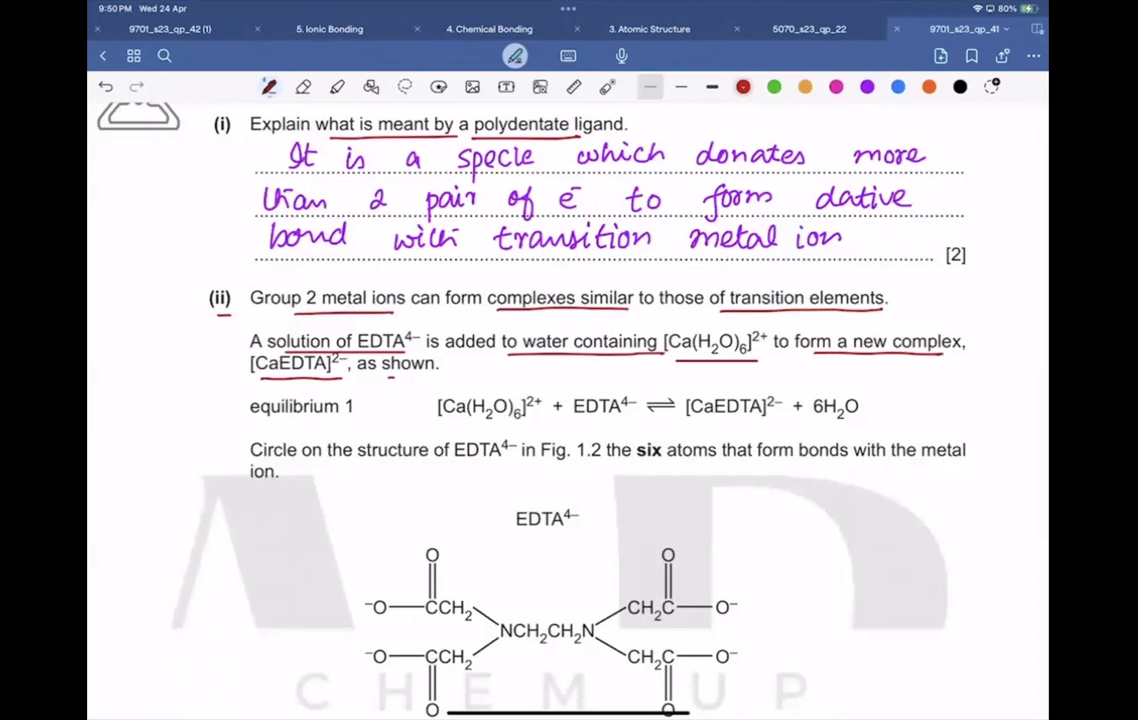 9:50 PM Wed 24 Apr
80%
9701_s23_qp_42 (1)
5. Ionic Bonding
4. Chemical Bonding
3. Atomic Structure
5070_s23_qp_22
9701_s23_qp_41
(i) Explain what is meant by a polydentate ligand.
It is a specie which donates more
than 2 pair of e⁻ to form dative
bond with transition metal ion
[2]
(ii) Group 2 metal ions can form complexes similar to those of transition elements.
A solution of EDTA⁴⁻ is added to water containing [Ca(H₂O)₆]²⁺ to form a new complex,
[CaEDTA]²⁻, as shown.
equilibrium 1 [Ca(H₂O)₆]²⁺ + EDTA⁴⁻ ⇌ [CaEDTA]²⁻ + 6H₂O
Circle on the structure of EDTA⁴⁻ in Fig. 1.2 the six atoms that form bonds with the metal
ion.
EDTA⁴⁻
O O
⁻O CCH₂ CH₂C O⁻
NCH₂CH₂N
⁻O CCH₂ CH₂C O⁻
O O
CHEM UP